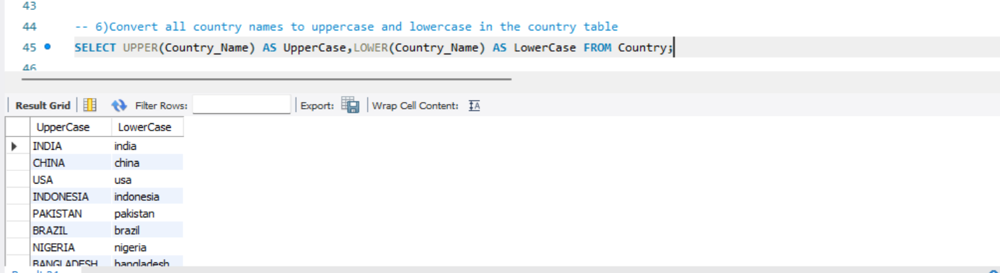 43
44 -- 6)Convert all country names to uppercase and lowercase in the country table
45 SELECT UPPER(Country_Name) AS UpperCase,LOWER(Country_Name) AS LowerCase FROM Country;
46
Result Grid Filter Rows: Export: Wrap Cell Content: IA
UpperCase LowerCase
INDIA india
CHINA china
USA usa
INDONESIA indonesia
PAKISTAN pakistan
BRAZIL brazil
NIGERIA nigeria
BANGLADESH bangladesh